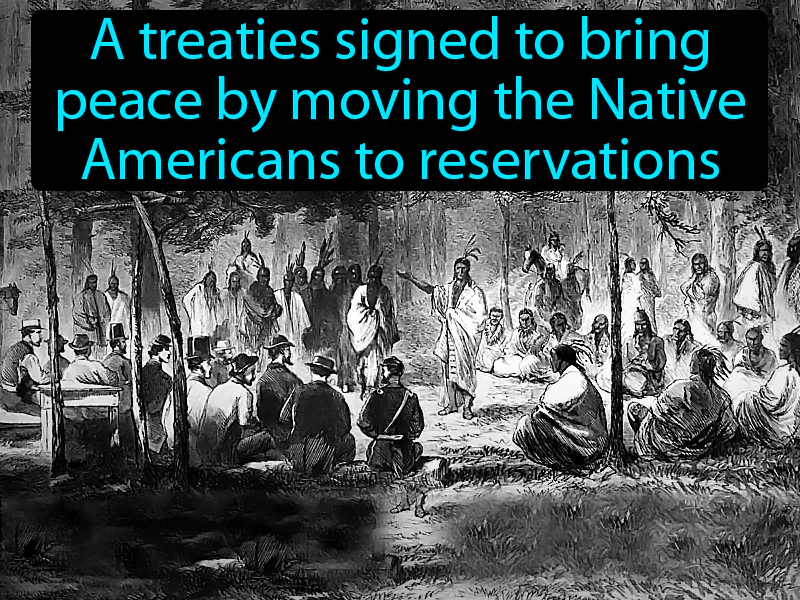 A treaties signed to bring
peace by moving the Native
Americans to reservations